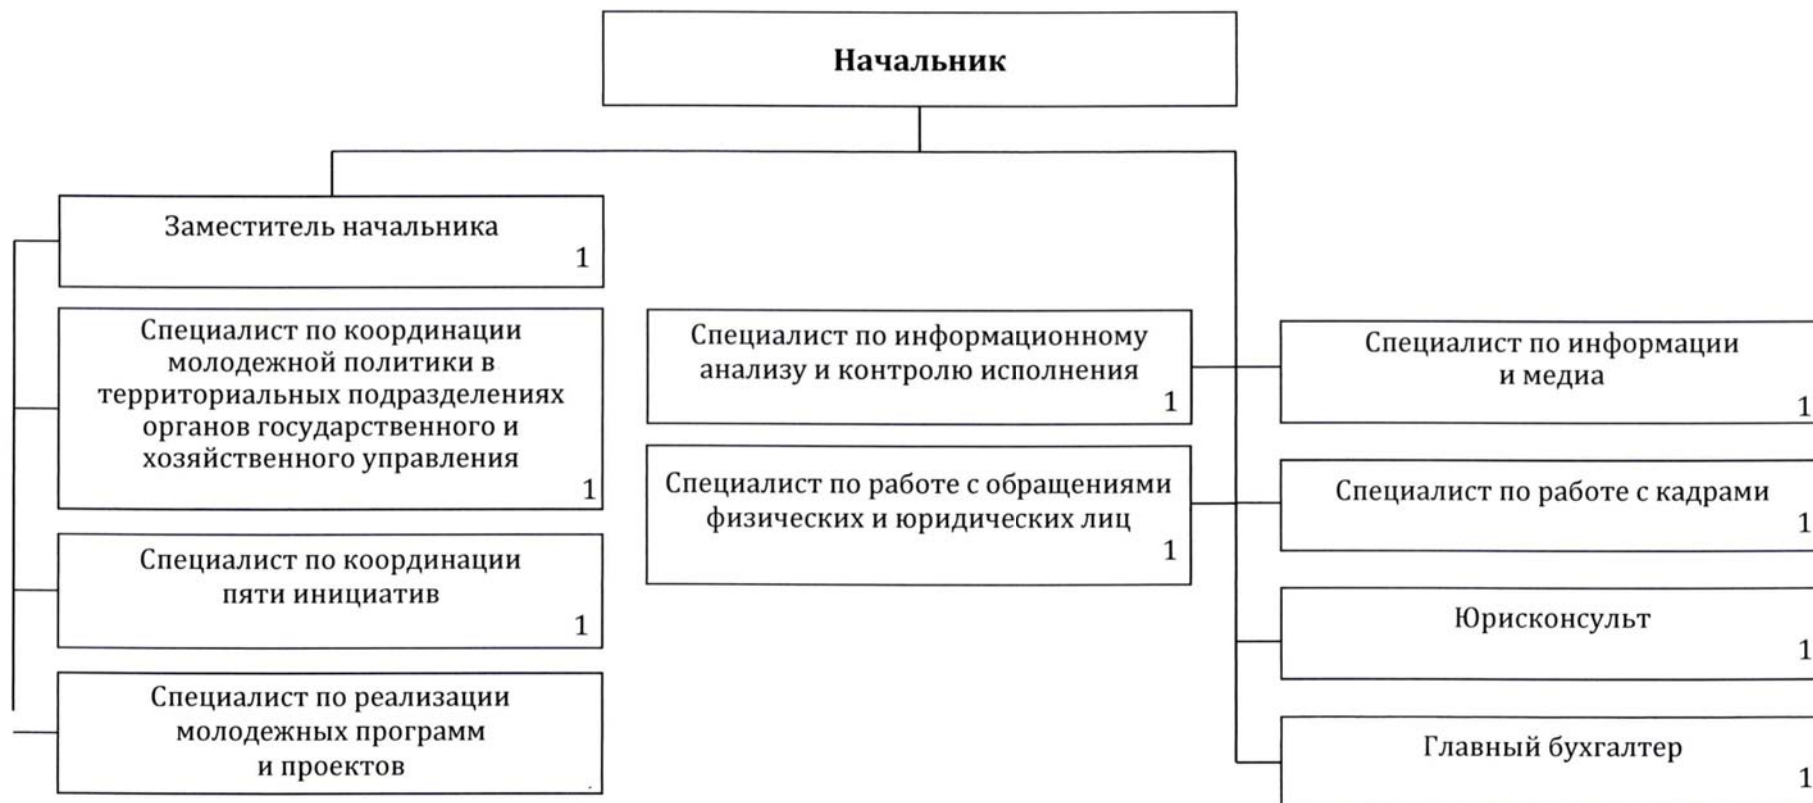 Начальник
Заместитель начальника
1
Специалист по координации
молодежной политики в
территориальных подразделениях
органов государственного и
хозяйственного управления
1
Специалист по координации
пяти инициатив
1
Специалист по реализации
молодежных программ
и проектов
Специалист по информационному
анализу и контролю исполнения
1
Специалист по работе с обращениями
физических и юридических лиц
1
Специалист по информации
и медиа
1
Специалист по работе с кадрами
1
Юрисконсульт
1
Главный бухгалтер
1